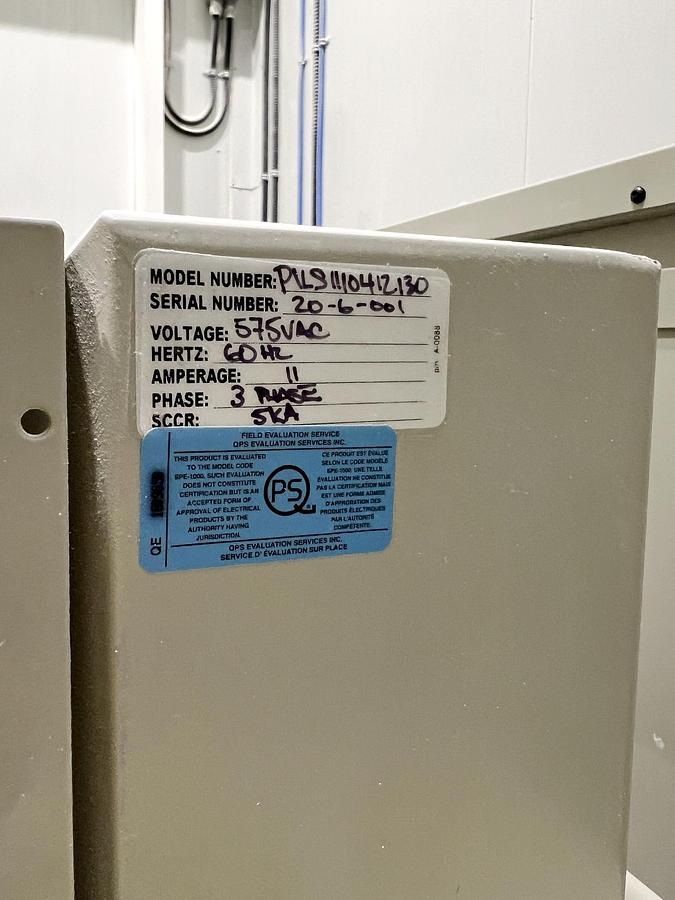 MODEL NUMBER:
SERIAL NUMBER: 20-6-001
VOLTAGE: 575VAC
HERTZ: 60 Hz
AMPERAGE: 11
PHASE: 3 PHASE
SCCR: 5KA
P/N A-0088
FIELD EVALUATION SERVICE
QPS EVALUATION SERVICES INC.
THIS PRODUCT IS EVALUATED
TO THE MODEL CODE
SPE-1000. SUCH EVALUATION
DOES NOT CONSTITUTE
CERTIFICATION BUT IS AN
ACCEPTED FORM OF
APPROVAL OF ELECTRICAL
PRODUCTS BY THE
AUTHORITY HAVING
JURISDICTION.
QPS
CE PRODUIT EST ÉVALUÉ
SELON LE CODE MODÈLE
SPE-1000. UNE TELLE
ÉVALUATION NE CONSTITUE
PAS LA CERTIFICATION MAIS
EST UNE FORME ADMISE
D'APPROBATION DES
PRODUITS ÉLECTRIQUES
PAR L'AUTORITÉ
COMPÉTENTE.
QE
QPS EVALUATION SERVICES INC.
SERVICE D' ÉVALUATION SUR PLACE